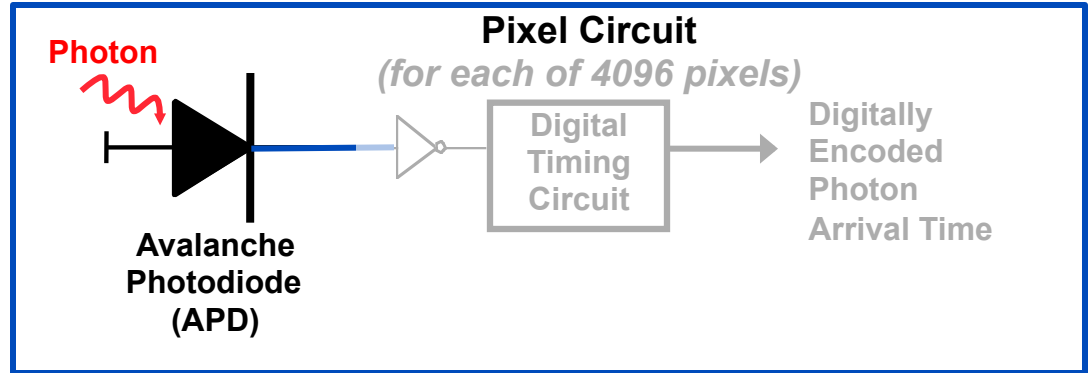 Pixel Circuit
(for each of 4096 pixels)
Photon
Digital
Timing
Circuit
Digitally
Encoded
Photon
Arrival Time
Avalanche
Photodiode
(APD)